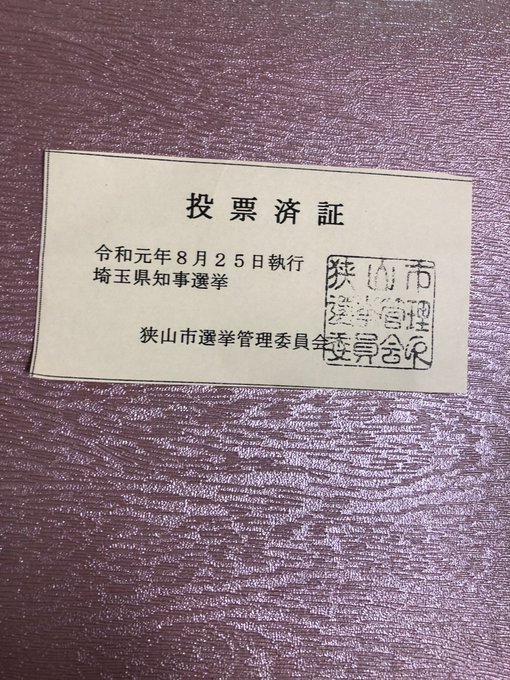 投票済証
令和元年８月２５日執行
埼玉県知事選挙
狭山市選挙管理委員会
狭山市
選挙管理
委員会印